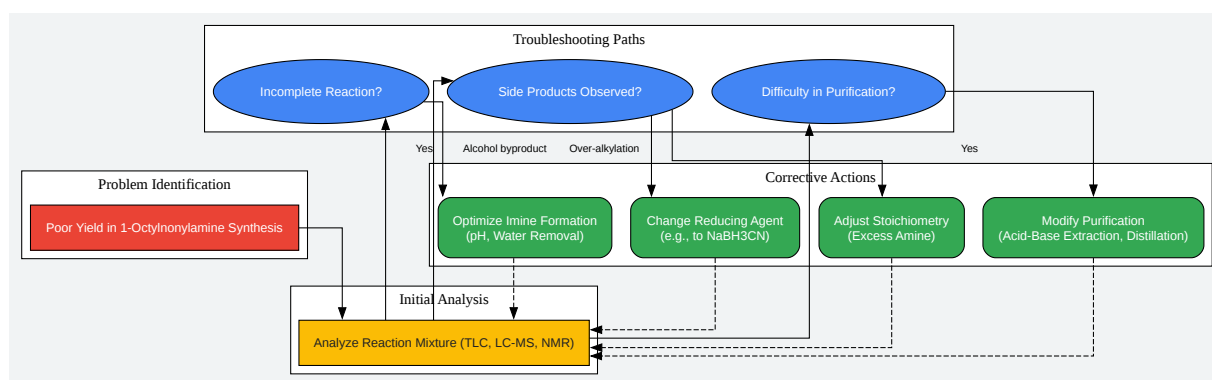 Troubleshooting Paths
Incomplete Reaction?
Side Products Observed?
Difficulty in Purification?
Yes
Alcohol byproduct
Over-alkylation
Yes
Problem Identification
Poor Yield in 1-Octylnonylamine Synthesis
Corrective Actions
Optimize Imine Formation
(pH, Water Removal)
Change Reducing Agent
(e.g., to NaBH3CN)
Adjust Stoichiometry
(Excess Amine)
Modify Purification
(Acid-Base Extraction, Distillation)
Initial Analysis
Analyze Reaction Mixture (TLC, LC-MS, NMR)